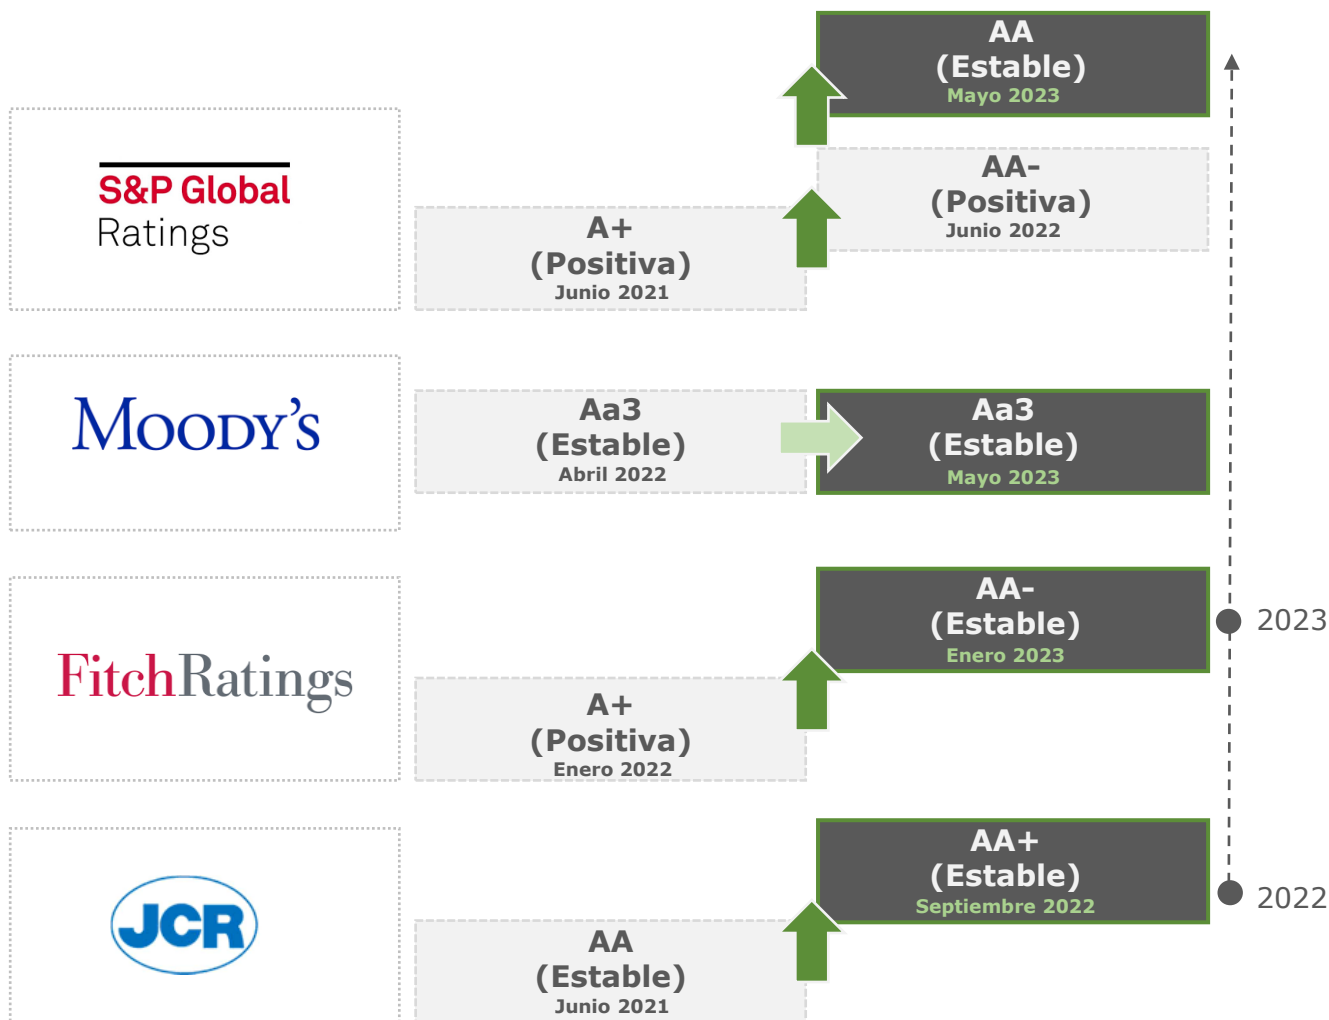 S&P Global
Ratings
A+
(Positiva)
Junio 2021
AA
(Estable)
Mayo 2023
AA-
(Positiva)
Junio 2022
MOODY'S
Aa3
(Estable)
Abril 2022
Aa3
(Estable)
Mayo 2023
FitchRatings
A+
(Positiva)
Enero 2022
AA-
(Estable)
Enero 2023
2023
JCR
AA
(Estable)
Junio 2021
AA+
(Estable)
Septiembre 2022
2022